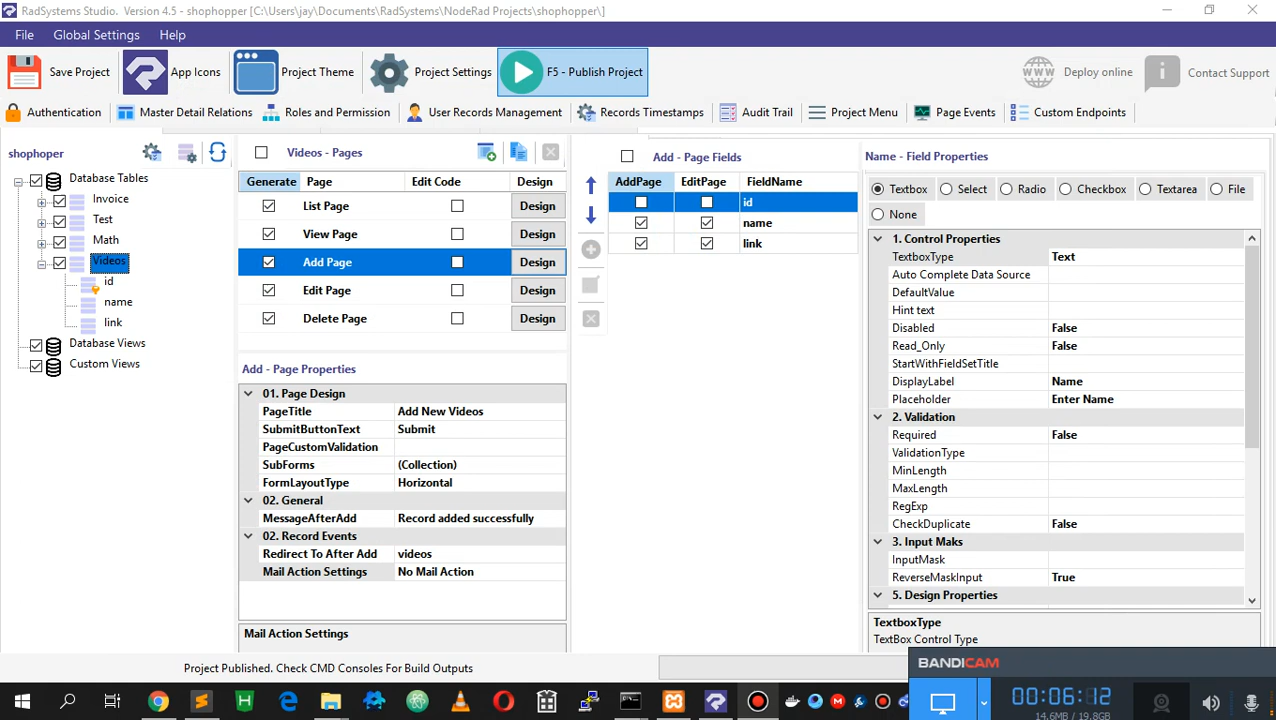 RadSystems Studio. Version 4.5 - shophopper [C:\Users\jay\Documents\RadSystems\NodeRad Projects\shophopper\]
File Global Settings Help
Save Project App Icons Project Theme Project Settings F5 - Publish Project Deploy online Contact Support
Authentication Master Detail Relations Roles and Permission User Records Management Records Timestamps Audit Trail Project Menu Page Events Custom Endpoints
shophoper
Database Tables
Invoice
Test
Math
Videos
id
name
link
Database Views
Custom Views
Videos - Pages
Generate Page Edit Code Design
List Page Design
View Page Design
Add Page Design
Edit Page Design
Delete Page Design
Add - Page Properties
01. Page Design
PageTitle Add New Videos
SubmitButtonText Submit
PageCustomValidation
SubForms (Collection)
FormLayoutType Horizontal
02. General
MessageAfterAdd Record added successfully
02. Record Events
Redirect To After Add videos
Mail Action Settings No Mail Action
Mail Action Settings
Add - Page Fields
AddPage EditPage FieldName
id
name
link
Name - Field Properties
Textbox Select Radio Checkbox Textarea File
None
1. Control Properties
TextboxType Text
Auto Complete Data Source
DefaultValue
Hint text
Disabled False
Read_Only False
StartWithFieldSetTitle
DisplayLabel Name
Placeholder Enter Name
2. Validation
Required False
ValidationType
MinLength
MaxLength
RegExp
CheckDuplicate False
3. Input Maks
InputMask
ReverseMaskInput True
5. Design Properties
TextboxType
TextBox Control Type
Project Published. Check CMD Consoles For Build Outputs
BANDICAM
00:06:12
14.6MB / 19.8GB